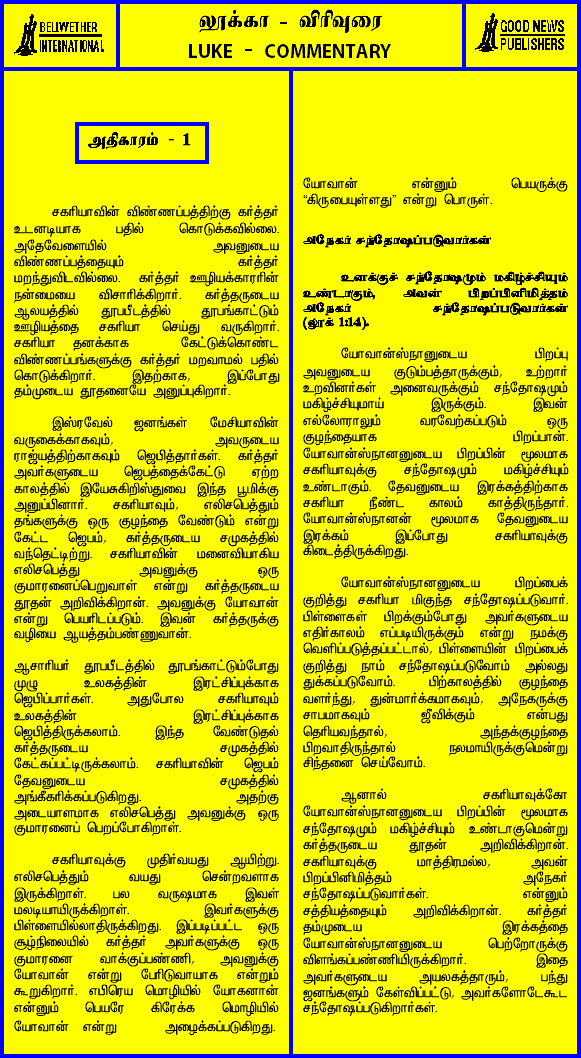 BELLWETHER
INTERNATIONAL
லூக்கா - விரிவுரை
LUKE - COMMENTARY
GOOD NEWS
PUBLISHERS
அதிகாரம் - 1
சகரியாவின் விண்ணப்பத்திற்கு கர்த்தர்
உடனடியாக பதில் கொடுக்கவில்லை.
அதேவேளையில் அவனுடைய
விண்ணப்பத்தையும் கர்த்தர்
மறந்துவிடவில்லை. கர்த்தர் ஊழியக்காரரின்
நன்மையை விசாரிக்கிறார். கர்த்தருடைய
ஆலயத்தில் தூபபீடத்தில் தூபங்காட்டும்
ஊழியத்தை சகரியா செய்து வருகிறார்.
சகரியா தனக்காக கேட்டுக்கொண்ட
விண்ணப்பங்களுக்கு கர்த்தர் மறவாமல் பதில்
கொடுக்கிறார். இதற்காக, இப்போது
தம்முடைய தூதனையே அனுப்புகிறார்.
இஸ்ரவேல் ஜனங்கள் மேசியாவின்
வருகைக்காகவும், அவருடைய
ராஜ்யத்திற்காகவும் ஜெபித்தார்கள். கர்த்தர்
அவர்களுடைய ஜெபத்தைக்கேட்டு ஏற்ற
காலத்தில் இயேசுகிறிஸ்துவை இந்த பூமிக்கு
அனுப்பினார். சகரியாவும், எலிசபெத்தும்
தங்களுக்கு ஒரு குழந்தை வேண்டும் என்று
கேட்ட ஜெபம், கர்த்தருடைய சமுகத்தில்
வந்தெட்டிற்று. சகரியாவின் மனைவியாகிய
எலிசபெத்து அவனுக்கு ஒரு
குமாரனைப்பெறுவாள் என்று கர்த்தருடைய
தூதன் அறிவிக்கிறான். அவனுக்கு யோவான்
என்று பெயரிடப்படும். இவன் கர்த்தருக்கு
வழியை ஆயத்தம்பண்ணுவான்.
ஆசாரியர் தூபபீடத்தில் தூபங்காட்டும்போது
முழு உலகத்தின் இரட்சிப்புக்காக
ஜெபிப்பார்கள். அதுபோல சகரியாவும்
உலகத்தின் இரட்சிப்புக்காக
ஜெபித்திருக்கலாம். இந்த வேண்டுதல்
கர்த்தருடைய சமுகத்தில்
கேட்கப்பட்டிருக்கலாம். சகரியாவின் ஜெபம்
தேவனுடைய சமுகத்தில்
அங்கீகரிக்கப்படுகிறது. அதற்கு
அடையாளமாக எலிசபெத்து அவனுக்கு ஒரு
குமாரனைப் பெறப்போகிறாள்.
சகரியாவுக்கு முதிர்வயது ஆயிற்று.
எலிசபெத்தும் வயது சென்றவளாக
இருக்கிறாள். பல வருஷமாக இவள்
மலடியாயிருக்கிறாள். இவர்களுக்கு
பிள்ளையில்லாதிருக்கிறது. இப்படிப்பட்ட ஒரு
சூழ்நிலையில் கர்த்தர் அவர்களுக்கு ஒரு
குமாரனை வாக்குப்பண்ணி, அவனுக்கு
யோவான் என்று பேரிடுவாயாக என்றும்
கூறுகிறார். எபிரெய மொழியில் யோகனான்
என்னும் பெயரே கிரேக்க மொழியில்
யோவான் என்று அழைக்கப்படுகிறது.
யோவான் என்னும் பெயருக்கு
“கிருபையுள்ளது” என்று பொருள்.
அநேகர் சந்தோஷப்படுவார்கள்
உனக்குச் சந்தோஷமும் மகிழ்ச்சியும்
உண்டாகும், அவன் பிறப்பினிமித்தம்
அநேகர் சந்தோஷப்படுவார்கள்
(லூக் 1:14).
யோவான்ஸ்நானனுடைய பிறப்பு
அவனுடைய குடும்பத்தாருக்கும், உற்றார்
உறவினர்கள் அனைவருக்கும் சந்தோஷமும்
மகிழ்ச்சியுமாய் இருக்கும். இவன்
எல்லோராலும் வரவேற்கப்படும் ஒரு
குழந்தையாக பிறப்பான்.
யோவான்ஸ்நானனுடைய பிறப்பின் மூலமாக
சகரியாவுக்கு சந்தோஷமும் மகிழ்ச்சியும்
உண்டாகும். தேவனுடைய இரக்கத்திற்காக
சகரியா நீண்ட காலம் காத்திருந்தார்.
யோவான்ஸ்நானன் மூலமாக தேவனுடைய
இரக்கம் இப்போது சகரியாவுக்கு
கிடைத்திருக்கிறது.
யோவான்ஸ்நானனுடைய பிறப்பைக்
குறித்து சகரியா மிகுந்த சந்தோஷப்படுவார்.
பிள்ளைகள் பிறக்கும்போது அவர்களுடைய
எதிர்காலம் எப்படியிருக்கும் என்று நமக்கு
வெளிப்படுத்தப்பட்டால், பிள்ளையின் பிறப்பைக்
குறித்து நாம் சந்தோஷப்படுவோம் அல்லது
துக்கப்படுவோம். பிற்காலத்தில் குழந்தை
வளர்ந்து, துன்மார்க்கமாகவும், அநேகருக்கு
சாபமாகவும் ஜீவிக்கும் என்பது
தெரியவந்தால், அந்தக்குழந்தை
பிறவாதிருந்தால் நலமாயிருக்குமென்று
சிந்தனை செய்வோம்.
ஆனால் சகரியாவுக்கோ
யோவான்ஸ்நானனுடைய பிறப்பின் மூலமாக
சந்தோஷமும் மகிழ்ச்சியும் உண்டாகுமென்று
கர்த்தருடைய தூதன் அறிவிக்கிறான்.
சகரியாவுக்கு மாத்திரமல்ல, அவன்
பிறப்பினிமித்தம் அநேகர்
சந்தோஷப்படுவார்கள். என்னும்
சத்தியத்தையும் அறிவிக்கிறான். கர்த்தர்
தம்முடைய இரக்கத்தை
யோவான்ஸ்நானனுடைய பெற்றோருக்கு
விளங்கப்பண்ணியிருக்கிறார். இதை
அவர்களுடைய அயலகத்தாரும், பந்து
ஜனங்களும் கேள்விப்பட்டு, அவர்களோடேகூட
சந்தோஷப்படுகிறார்கள்.